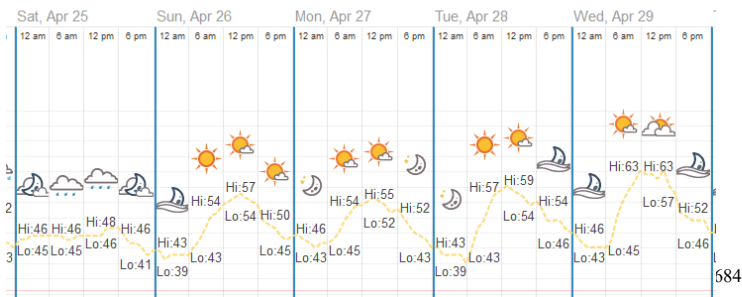 Sat, Apr 25 Sun, Apr 26 Mon, Apr 27 Tue, Apr 28 Wed, Apr 29
12 am 6 am 12 pm 6 pm 12 am 6 am 12 pm 6 pm 12 am 6 am 12 pm 6 pm 12 am 6 am 12 pm 6 pm 12 am 6 am 12 pm 6 pm
Hi:46 Hi:46 Hi:48 Hi:46 Hi:43 Hi:54 Hi:57 Hi:50 Hi:46 Hi:54 Hi:55 Hi:52 Hi:43 Hi:57 Hi:59 Hi:54 Hi:46 Hi:63 Hi:63 Hi:52
Lo:45 Lo:45 Lo:46 Lo:41 Lo:39 Lo:43 Lo:54 Lo:45 Lo:43 Lo:45 Lo:52 Lo:43 Lo:39 Lo:43 Lo:54 Lo:46 Lo:43 Lo:45 Lo:57 Lo:46
684